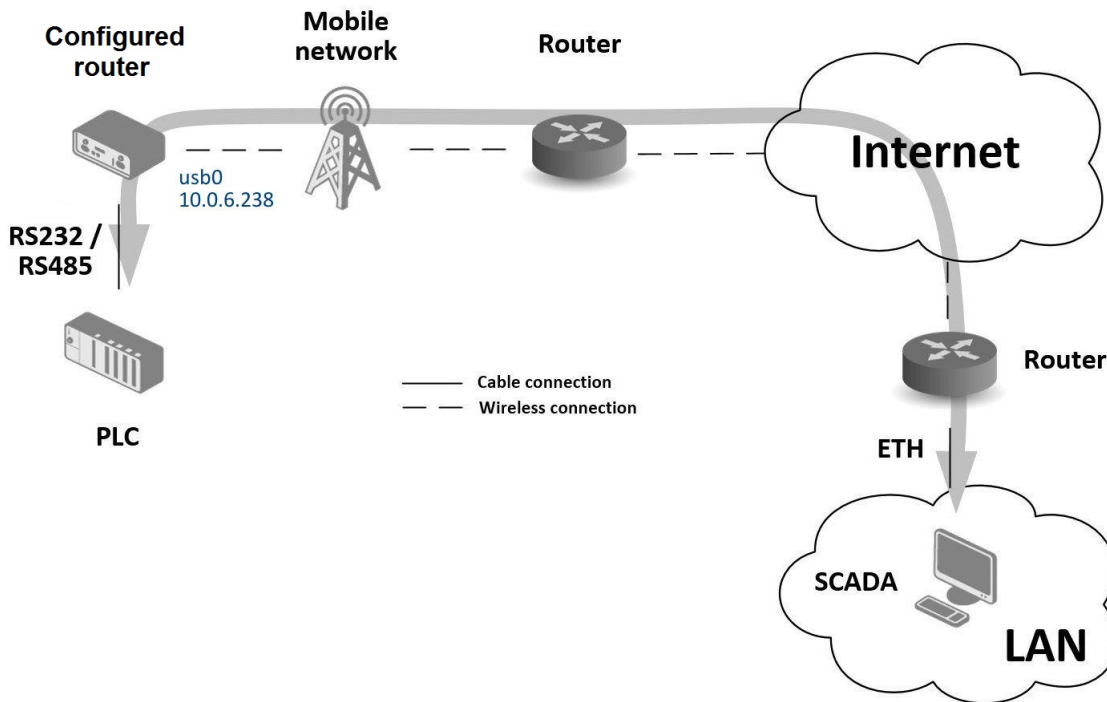 Configured
router
Mobile
network
Router
Internet
usb0
10.0.6.238
RS232 /
RS485
PLC
Cable connection
Wireless connection
Router
ETH
SCADA
LAN